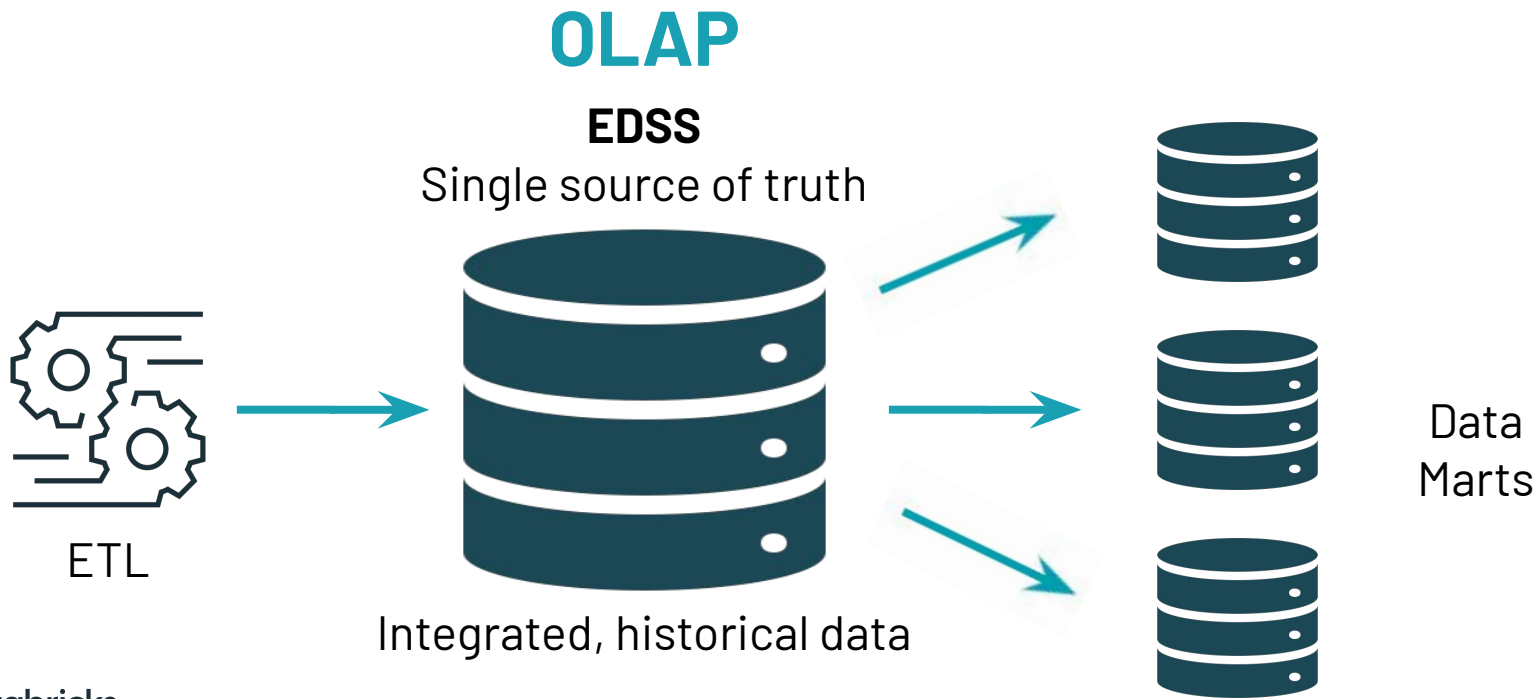 OLAP
EDSS
Single source of truth
Data
Marts
ETL
Integrated, historical data